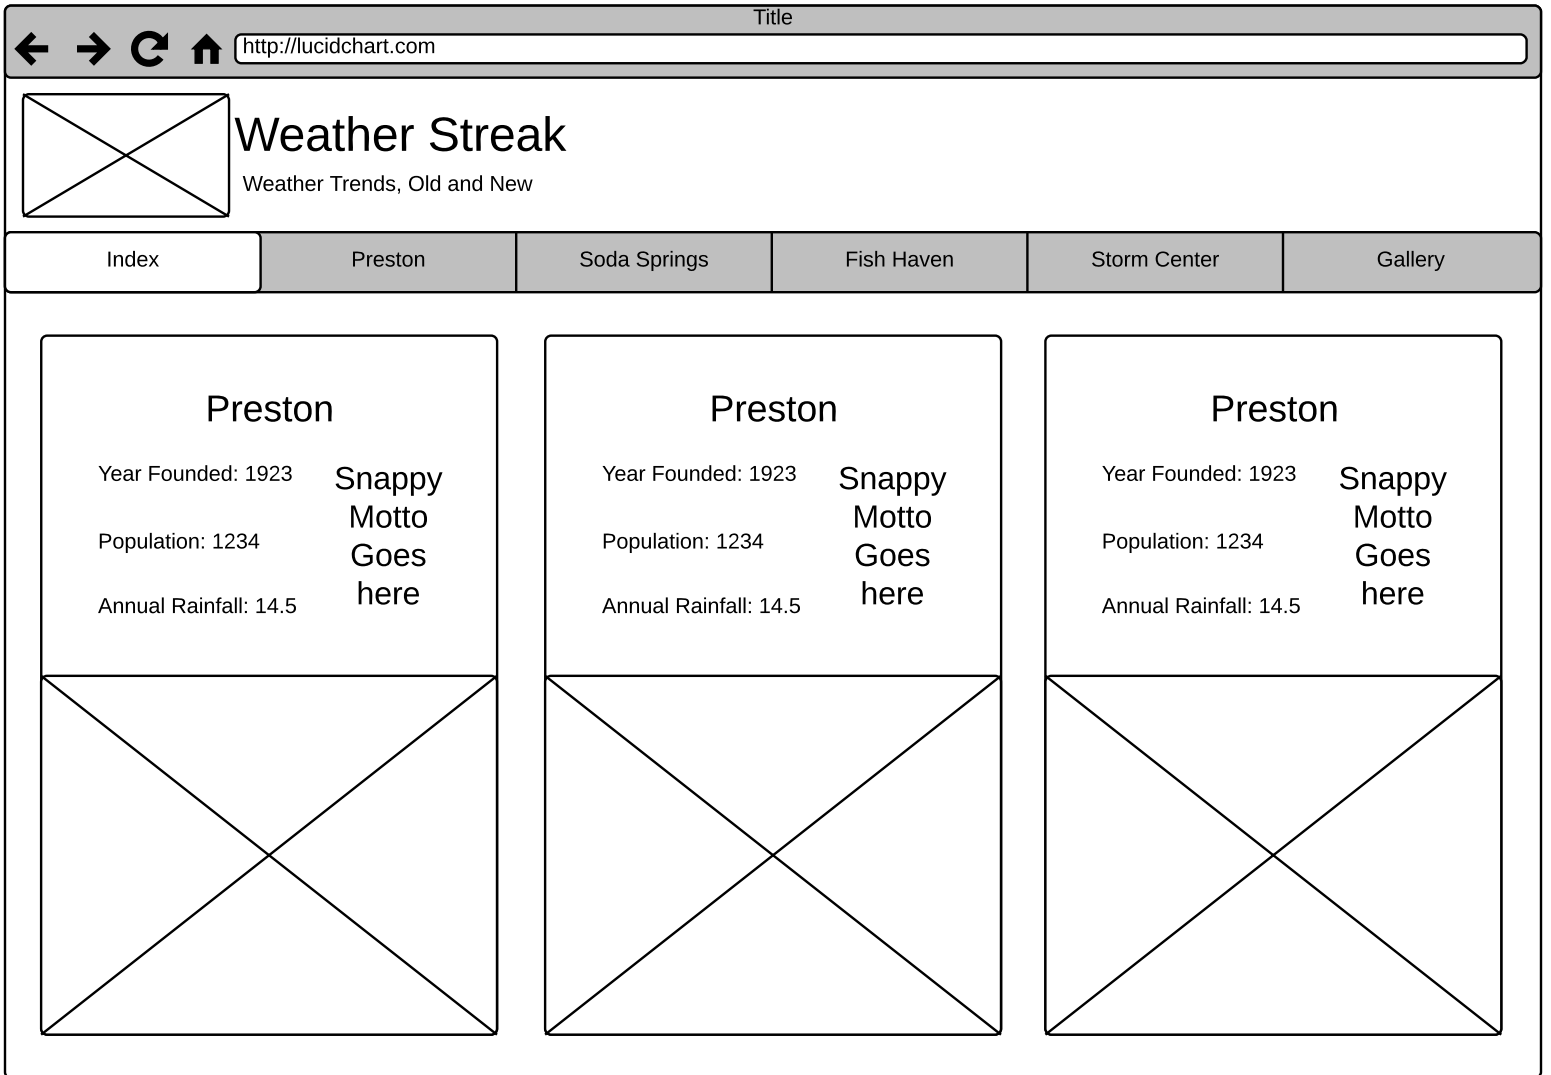 Title
http://lucidchart.com
Weather Streak
Weather Trends, Old and New
Index
Preston
Soda Springs
Fish Haven
Storm Center
Gallery
Preston
Year Founded: 1923
Population: 1234
Annual Rainfall: 14.5
Snappy
Motto
Goes
here
Preston
Year Founded: 1923
Population: 1234
Annual Rainfall: 14.5
Snappy
Motto
Goes
here
Preston
Year Founded: 1923
Population: 1234
Annual Rainfall: 14.5
Snappy
Motto
Goes
here